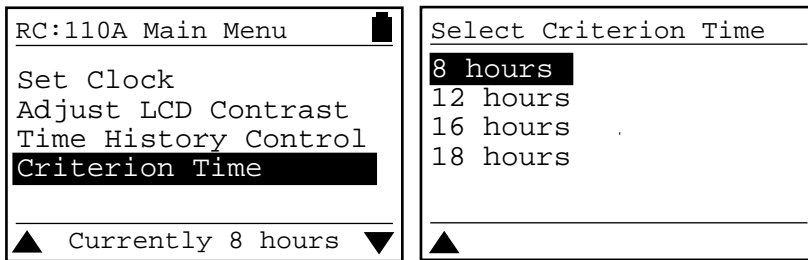 RC:110A Main Menu
Set Clock
Adjust LCD Contrast
Time History Control
Criterion Time
Currently 8 hours
Select Criterion Time
8 hours
12 hours
16 hours
18 hours